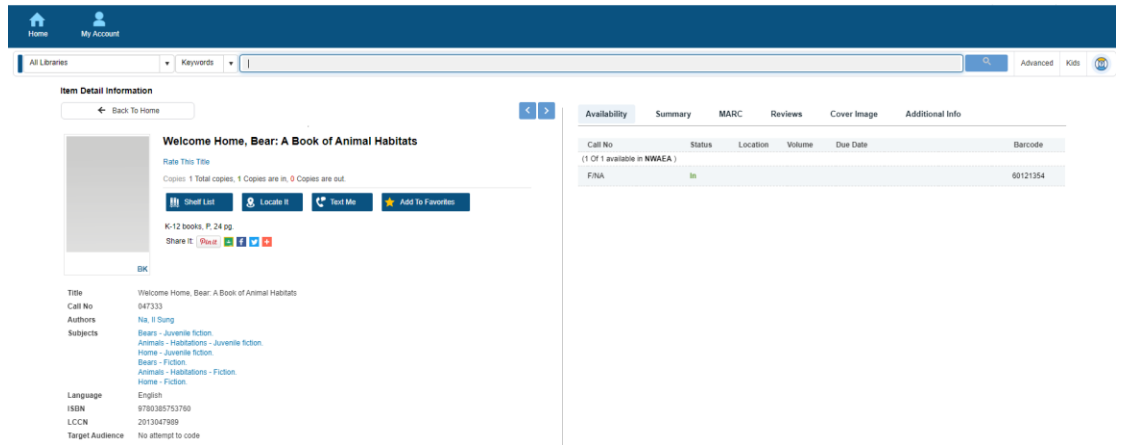 Home My Account
All Libraries Keywords Advanced Kids
Item Detail Information
Back To Home
Welcome Home, Bear: A Book of Animal Habitats
Rate This Title
Copies 1 Total copies, 1 Copies are in, 0 Copies are out.
Shelf List Locate It Text Me Add To Favorites
K-12 books, P, 24 pg.
Share It: Pin it
BK
Title Welcome Home, Bear: A Book of Animal Habitats
Call No 047333
Authors Na, Il Sung
Subjects Bears - Juvenile fiction.
Animals - Habitations - Juvenile fiction.
Home - Juvenile fiction.
Bears - Fiction.
Animals - Habitations - Fiction.
Home - Fiction.
Language English
ISBN 9780385753760
LCCN 2013047989
Target Audience No attempt to code
Availability Summary MARC Reviews Cover Image Additional Info
Call No Status Location Volume Due Date Barcode
(1 Of 1 available in NWAEA )
F/NA In 60121354